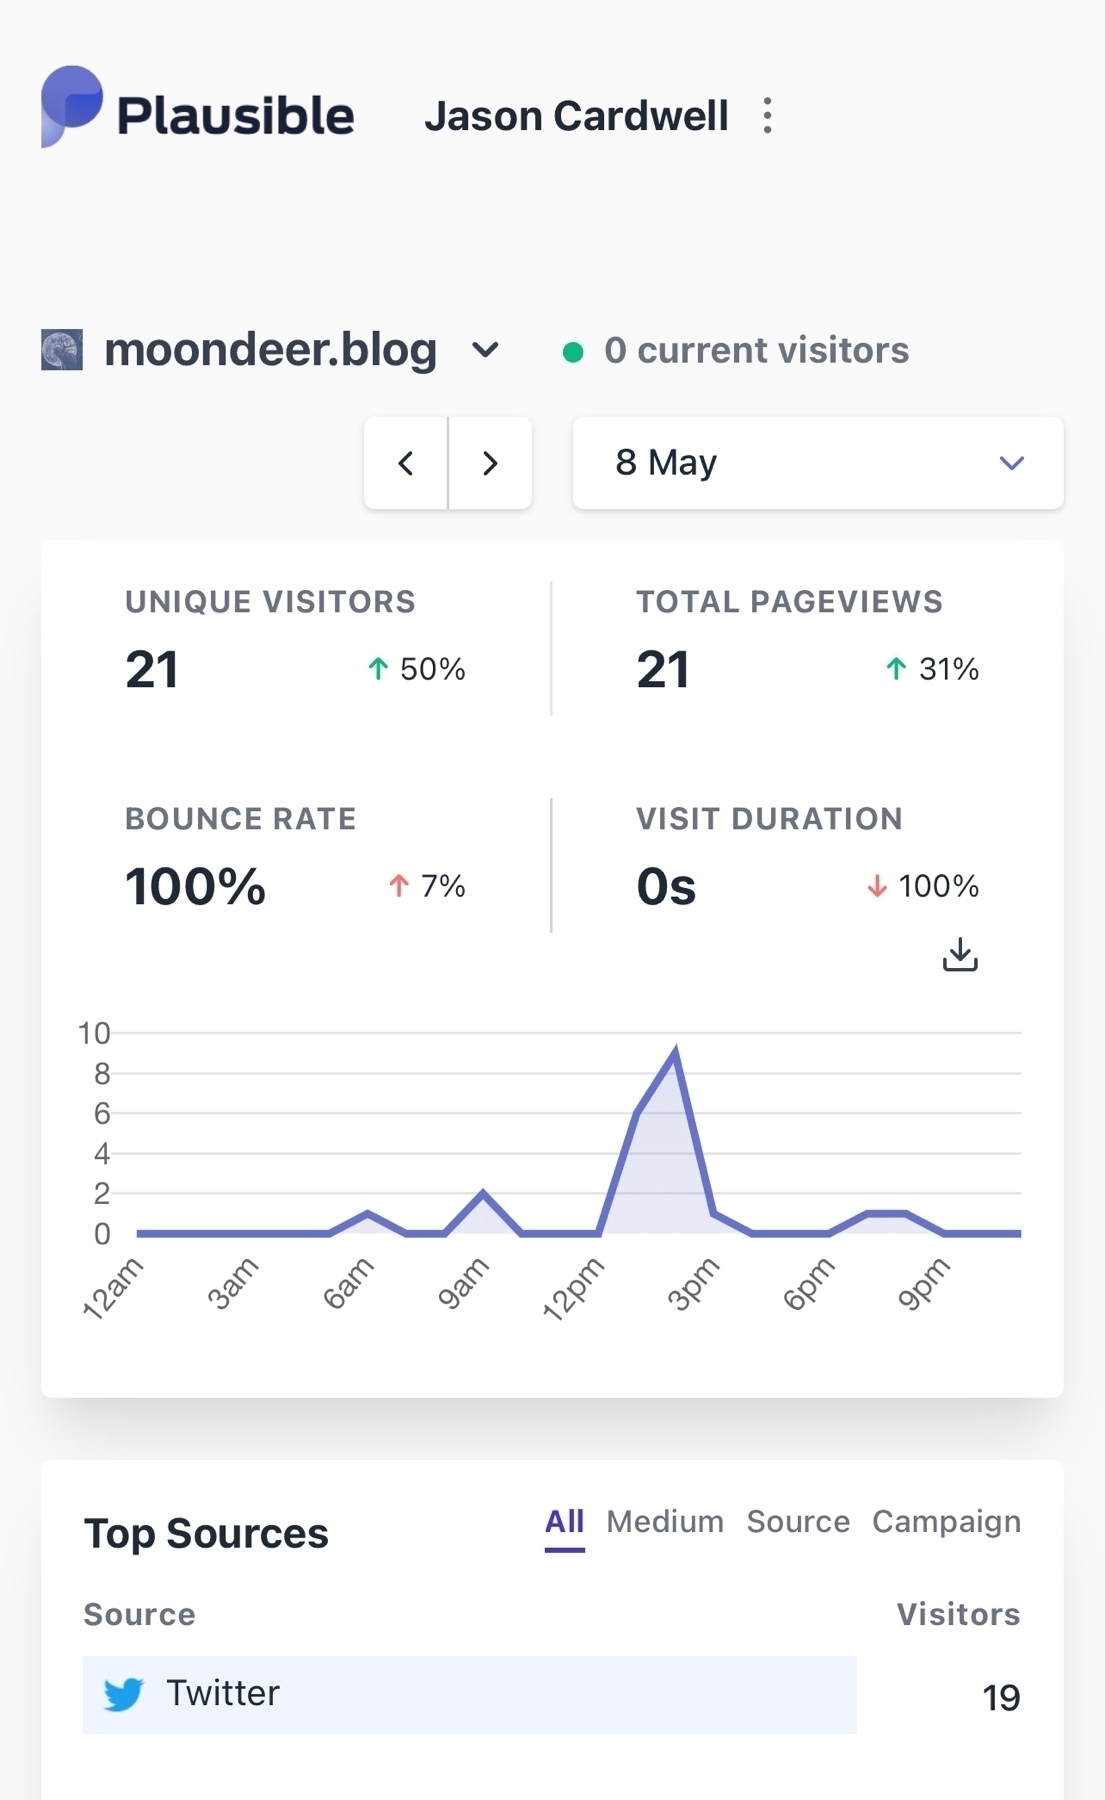 Plausible Jason Cardwell
moondeer.blog 0 current visitors
8 May
UNIQUE VISITORS TOTAL PAGEVIEWS
21 ↑ 50% 21 ↑ 31%
BOUNCE RATE VISIT DURATION
100% ↑ 7% 0s ↓ 100%
10
8
6
4
2
0
12am 3am 6am 9am 12pm 3pm 6pm 9pm
Top Sources All Medium Source Campaign
Source Visitors
Twitter 19